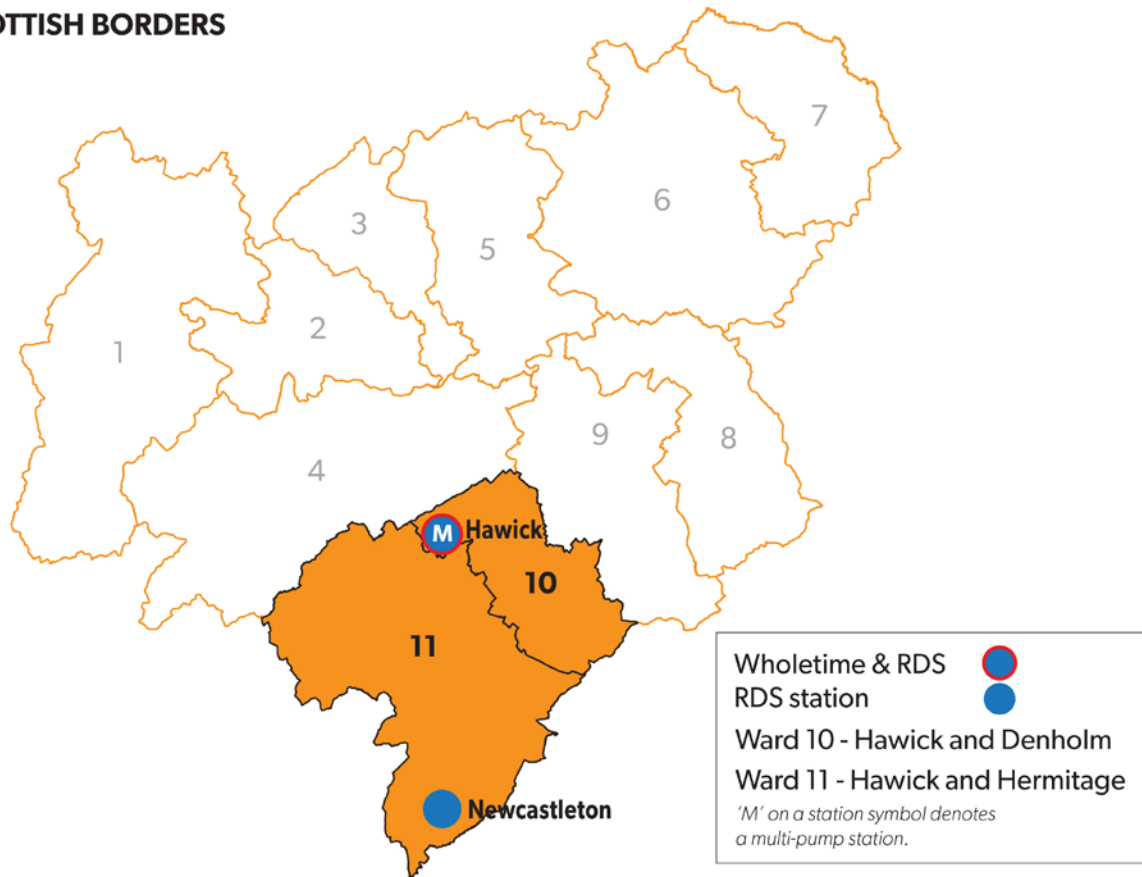 OTTISH BORDERS
7
6
3
5
2
1
9
8
4
M Hawick
10
11
Newcastleton
Wholetime & RDS
RDS station
Ward 10 - Hawick and Denholm
Ward 11 - Hawick and Hermitage
'M' on a station symbol denotes
a multi-pump station.